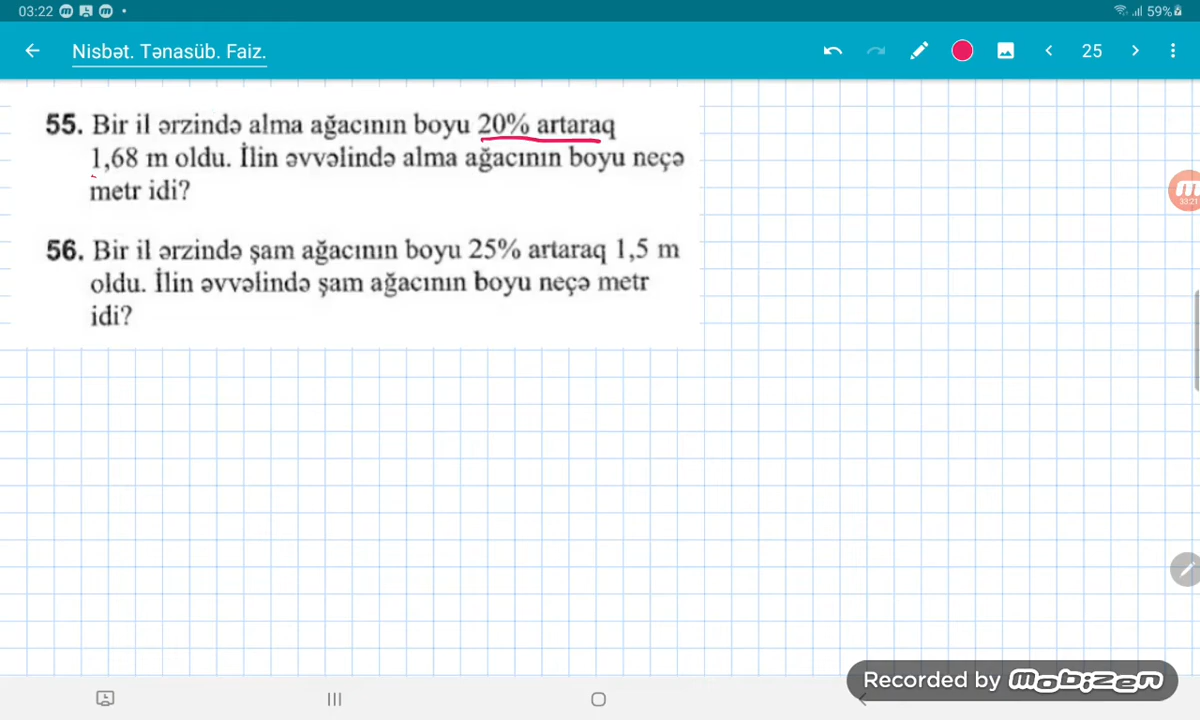 03:22
59%
Nisbət. Tənasüb. Faiz.
25
55. Bir il ərzində alma ağacının boyu 20% artaraq
1,68 m oldu. İlin əvvəlində alma ağacının boyu neçə
metr idi?
33:21
56. Bir il ərzində şam ağacının boyu 25% artaraq 1,5 m
oldu. İlin əvvəlində şam ağacının boyu neçə metr
idi?
Recorded by mobizen